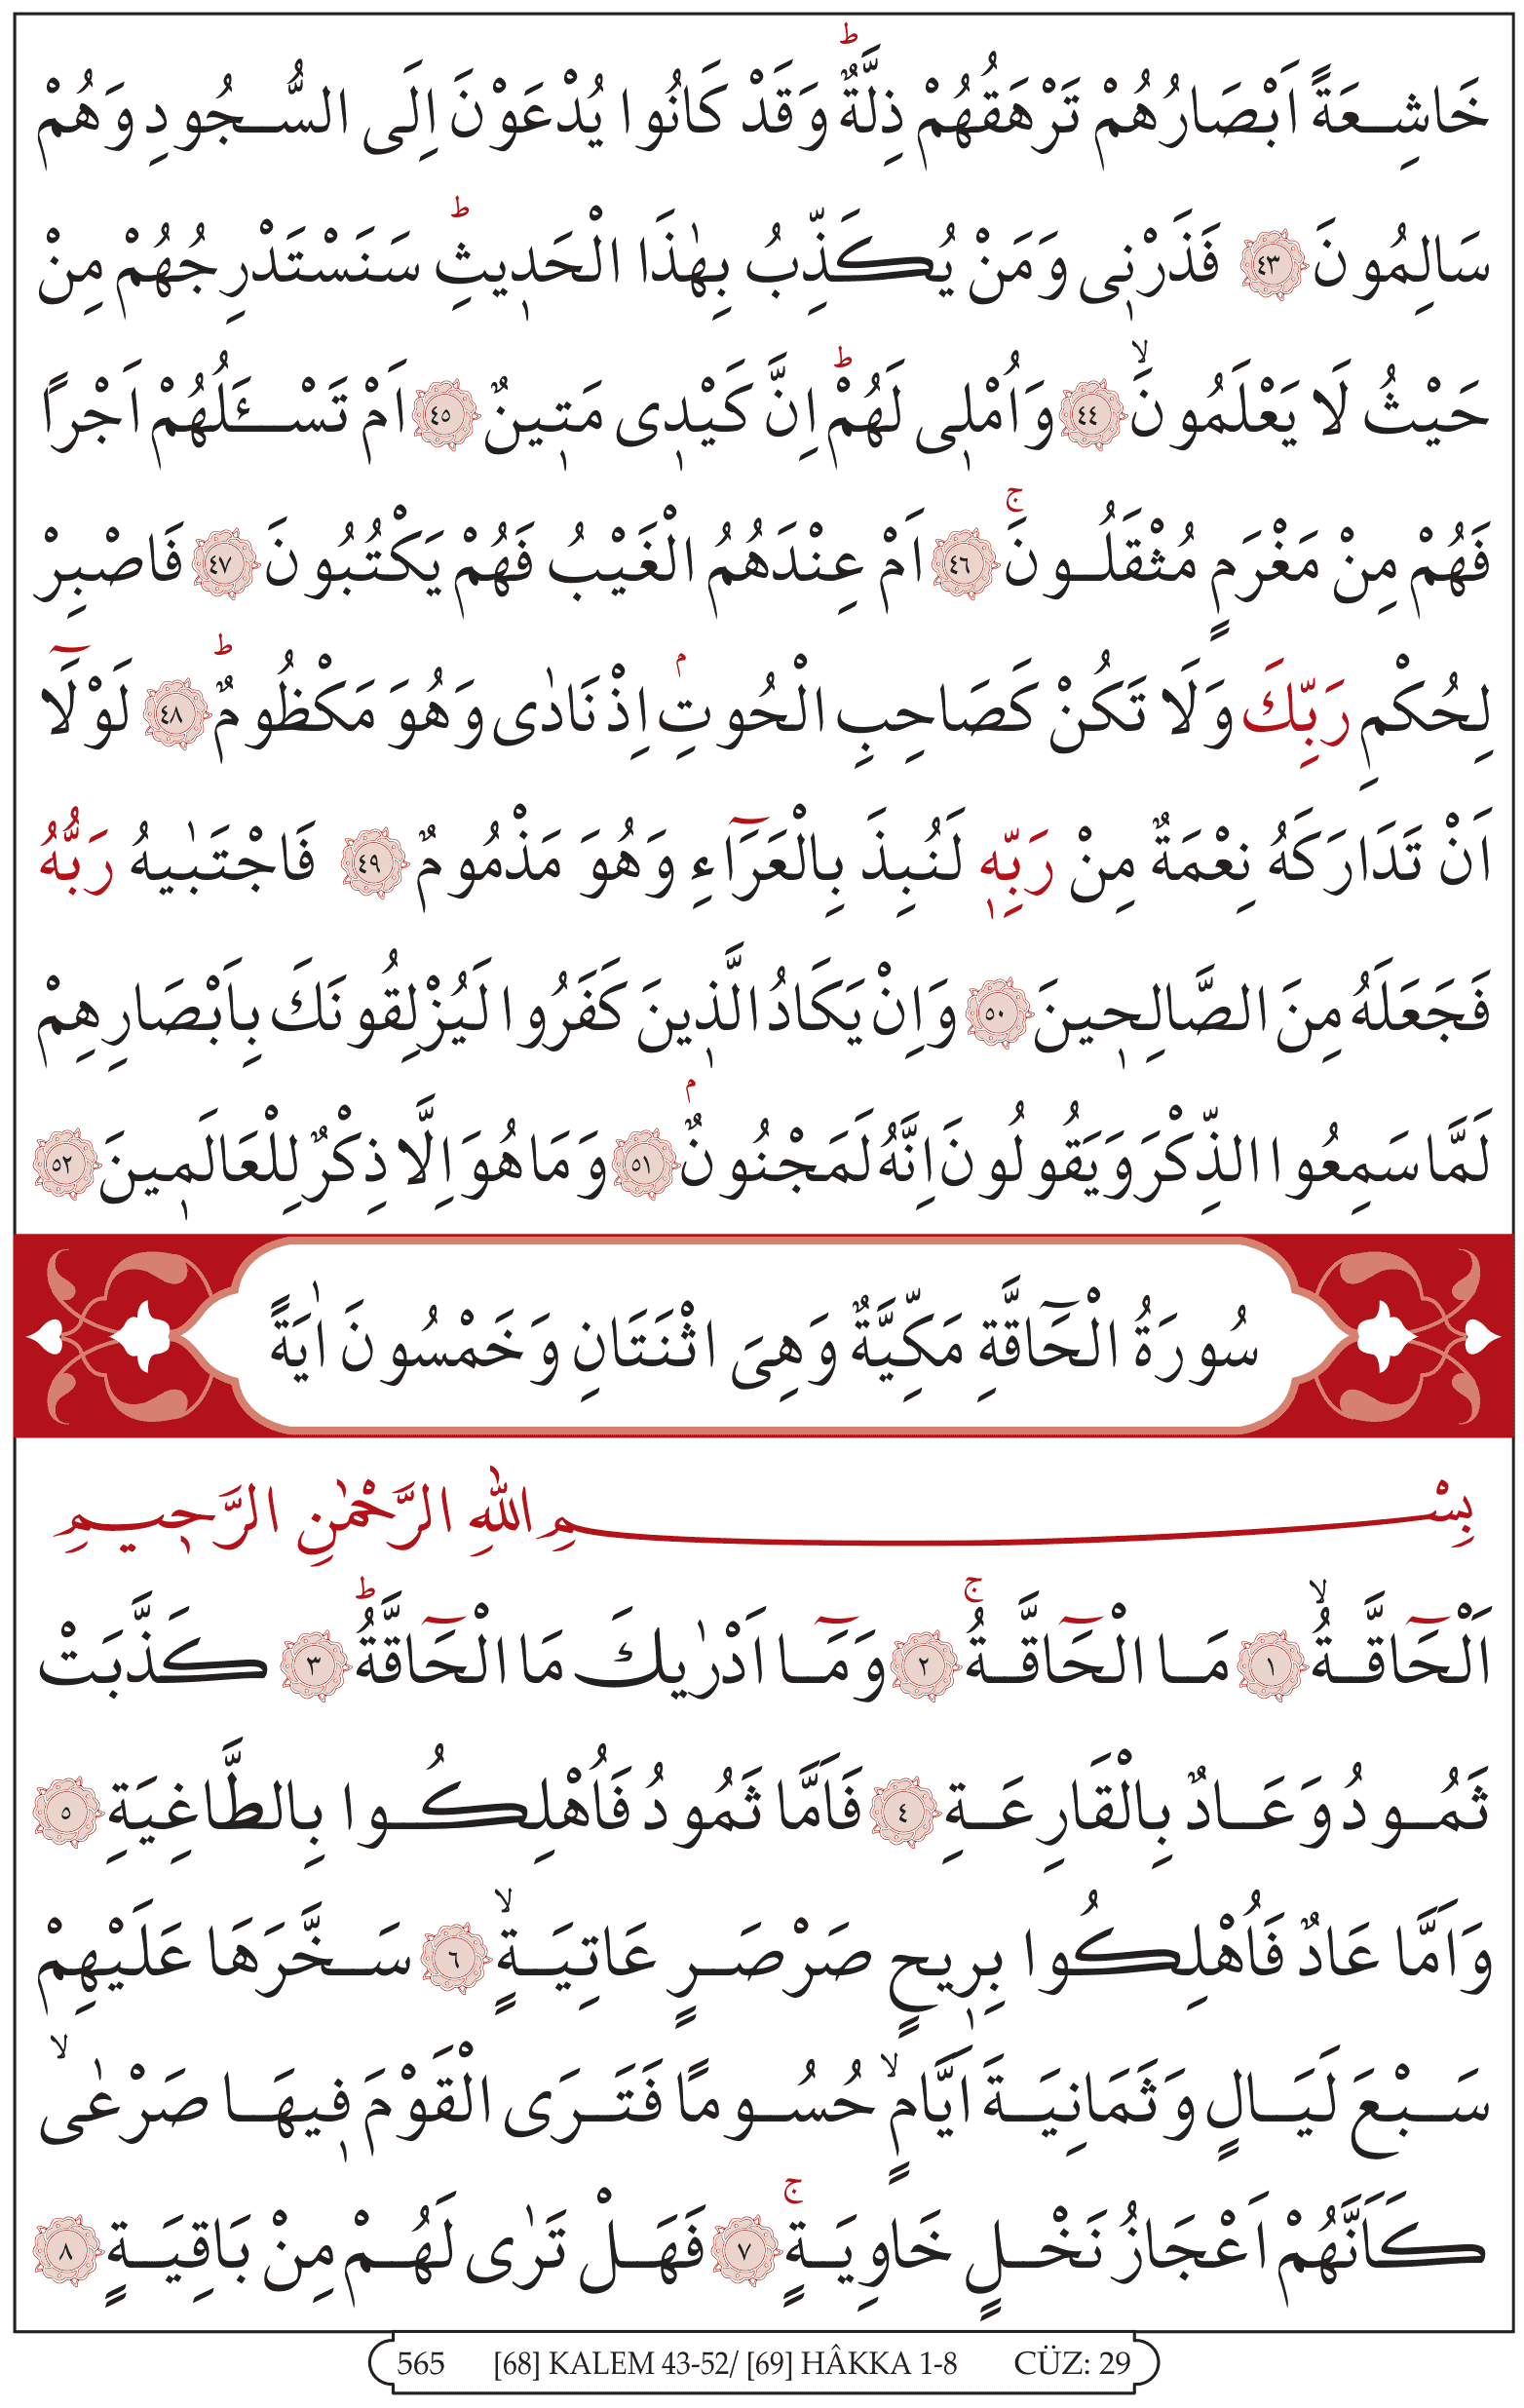 خَاشِعَةً اَبْصَارُهُمْ تَرْهَقُهُمْ ذِلَّةٌۜ وَقَدْ كَانُوا يُدْعَوْنَ اِلَى السُّجُودِ وَهُمْ
سَالِمُونَ ﴿٤٣﴾ فَذَرْن۪ي وَمَنْ يُكَذِّبُ بِهٰذَا الْحَد۪يثِۜ سَنَسْتَدْرِجُهُمْ مِنْ
حَيْثُ لَا يَعْلَمُونَۙ ﴿٤٤﴾ وَاُمْل۪ي لَهُمْۜ اِنَّ كَيْد۪ي مَت۪ينٌ ﴿٤٥﴾ اَمْ تَسْـَٔلُهُمْ اَجْرًا
فَهُمْ مِنْ مَغْرَمٍ مُثْقَلُونَۚ ﴿٤٦﴾ اَمْ عِنْدَهُمُ الْغَيْبُ فَهُمْ يَكْتُبُونَ ﴿٤٧﴾ فَاصْبِرْ
لِحُكْمِ رَبِّكَ وَلَا تَكُنْ كَصَاحِبِ الْحُوتِۢ اِذْ نَادٰى وَهُوَ مَكْظُومٌۜ ﴿٤٨﴾ لَوْلَٓا
اَنْ تَدَارَكَهُ نِعْمَةٌ مِنْ رَبِّه۪ لَنُبِذَ بِالْعَرَٓاءِ وَهُوَ مَذْمُومٌ ﴿٤٩﴾ فَاجْتَبٰيهُ رَبُّهُ
فَجَعَلَهُ مِنَ الصَّالِح۪ينَ ﴿٥٠﴾ وَاِنْ يَكَادُ الَّذ۪ينَ كَفَرُوا لَيُزْلِقُونَكَ بِاَبْصَارِهِمْ
لَمَّا سَمِعُوا الذِّكْرَ وَيَقُولُونَ اِنَّهُ لَمَجْنُونٌۢ ﴿٥١﴾ وَمَا هُوَ اِلَّا ذِكْرٌ لِلْعَالَم۪ينَ ﴿٥٢﴾
سُورَةُ الْحَٓاقَّةِ مَكِّيَّةٌ وَهِيَ اثْنَتَانِ وَخَمْسُونَ اٰيَةً
بِسْمِ اللّٰهِ الرَّحْمٰنِ الرَّح۪يمِ
اَلْحَٓاقَّةُۙ ﴿١﴾ مَا الْحَٓاقَّةُۚ ﴿٢﴾ وَمَٓا اَدْرٰيكَ مَا الْحَٓاقَّةُۜ ﴿٣﴾ كَذَّبَتْ
ثَمُودُ وَعَادٌ بِالْقَارِعَةِ ﴿٤﴾ فَاَمَّا ثَمُودُ فَاُهْلِكُوا بِالطَّاغِيَةِ ﴿٥﴾
وَاَمَّا عَادٌ فَاُهْلِكُوا بِر۪يحٍ صَرْصَرٍ عَاتِيَةٍۙ ﴿٦﴾ سَخَّرَهَا عَلَيْهِمْ
سَبْعَ لَيَالٍ وَثَمَانِيَةَ اَيَّامٍۙ حُسُومًا فَتَرَى الْقَوْمَ ف۪يهَا صَرْعٰىۙ
كَاَنَّهُمْ اَعْجَازُ نَخْلٍ خَاوِيَةٍۚ ﴿٧﴾ فَهَلْ تَرٰى لَهُمْ مِنْ بَاقِيَةٍ ﴿٨﴾
565 [68] KALEM 43-52/ [69] HÂKKA 1-8 CÜZ: 29